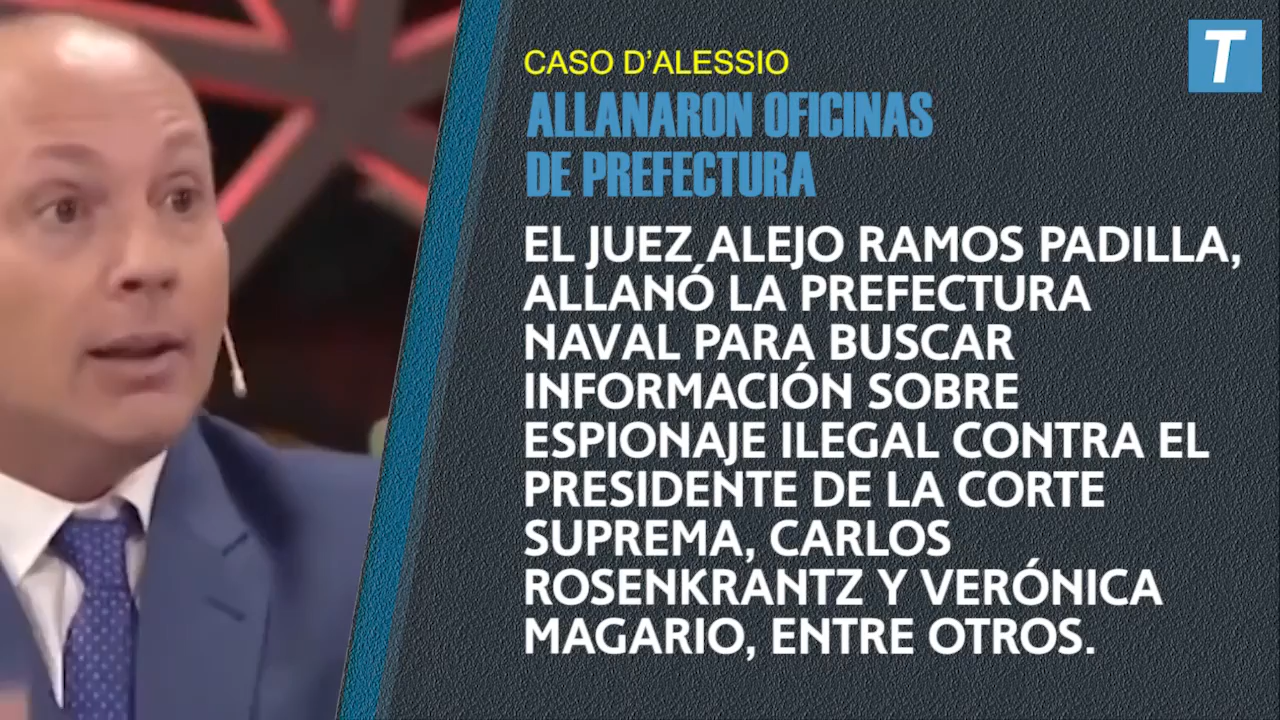 T
CASO D'ALESSIO
ALLANARON OFICINAS
DE PREFECTURA
EL JUEZ ALEJO RAMOS PADILLA,
ALLANÓ LA PREFECTURA
NAVAL PARA BUSCAR
INFORMACIÓN SOBRE
ESPIONAJE ILEGAL CONTRA EL
PRESIDENTE DE LA CORTE
SUPREMA, CARLOS
ROSENKRANTZ Y VERÓNICA
MAGARIO, ENTRE OTROS.